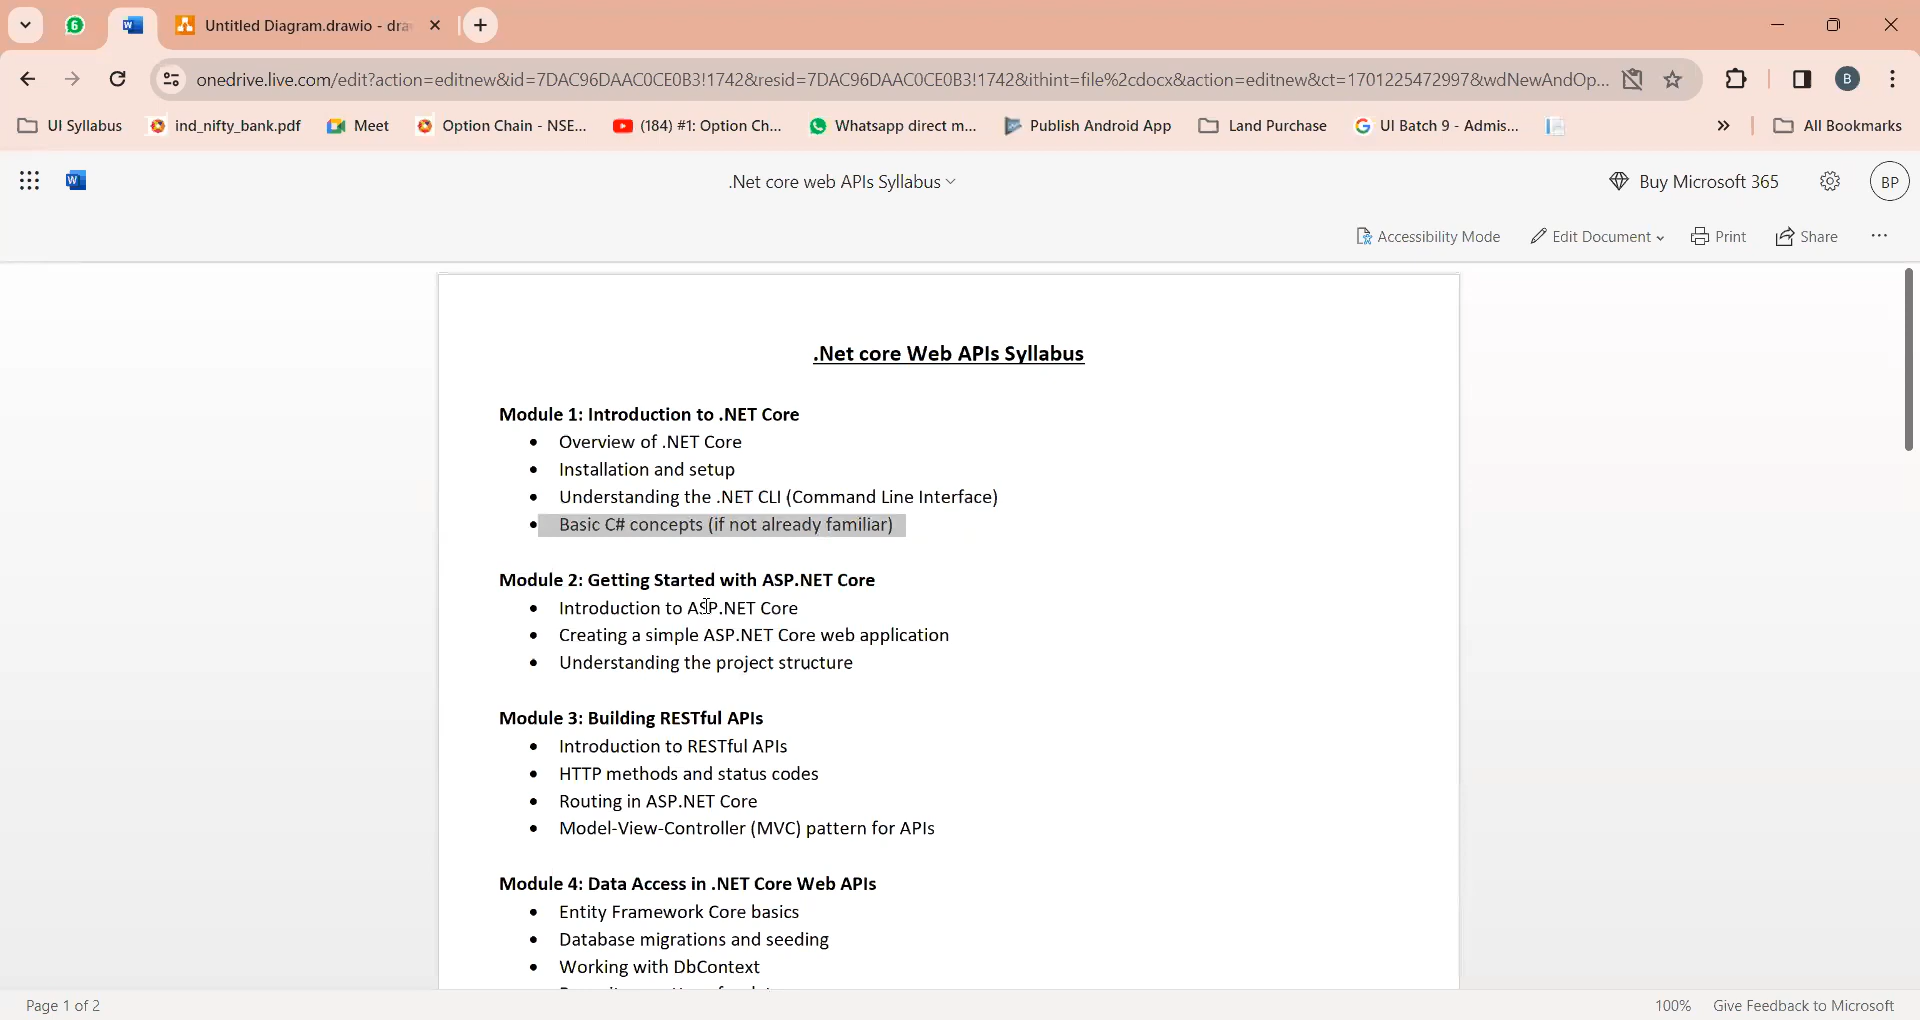 6
Untitled Diagram.drawio - dra
onedrive.live.com/edit?action=editnew&id=7DAC96DAAC0CE0B3!1742&resid=7DAC96DAAC0CE0B3!1742&ithint=file%2cdocx&action=editnew&ct=1701225472997&wdNewAndOp...
B
UI Syllabus ind_nifty_bank.pdf Meet Option Chain - NSE... (184) #1: Option Ch... Whatsapp direct m... Publish Android App Land Purchase UI Batch 9 - Admis... All Bookmarks
W .Net core web APIs Syllabus Buy Microsoft 365 BP
Accessibility Mode Edit Document Print Share
.Net core Web APIs Syllabus
Module 1: Introduction to .NET Core
• Overview of .NET Core
• Installation and setup
• Understanding the .NET CLI (Command Line Interface)
• Basic C# concepts (if not already familiar)
Module 2: Getting Started with ASP.NET Core
• Introduction to ASP.NET Core
• Creating a simple ASP.NET Core web application
• Understanding the project structure
Module 3: Building RESTful APIs
• Introduction to RESTful APIs
• HTTP methods and status codes
• Routing in ASP.NET Core
• Model-View-Controller (MVC) pattern for APIs
Module 4: Data Access in .NET Core Web APIs
• Entity Framework Core basics
• Database migrations and seeding
• Working with DbContext
Page 1 of 2 100% Give Feedback to Microsoft